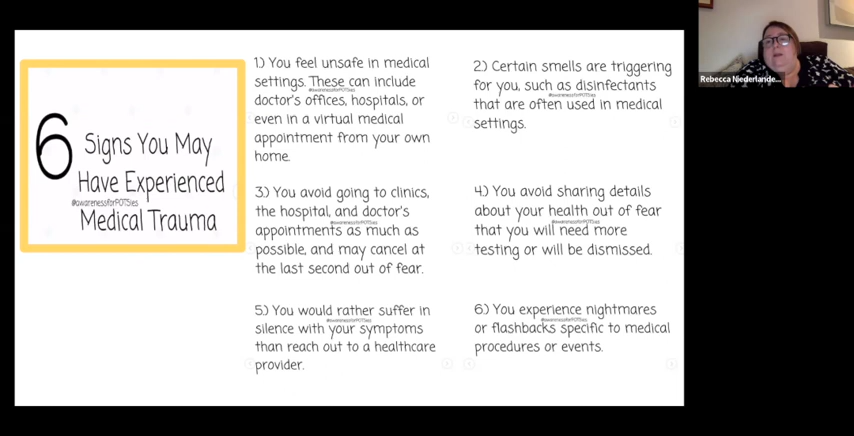 6
Signs You May
Have Experienced
#awarenessforPOTSies
Medical Trauma
1.) You feel unsafe in medical
settings. These can include
#awarenessforPOTSies
doctor's offices, hospitals, or
even in a virtual medical
appointment from your own
home.
2.) Certain smells are triggering
for you, such as disinfectants
#awarenessforPOTSies
that are often used in medical
settings.
3.) You avoid going to clinics,
the hospital, and doctor's
#awarenessforPOTSies
appointments as much as
possible, and may cancel at
the last second out of fear.
4.) You avoid sharing details
about your health out of fear
#awarenessforPOTSies
that you will need more
testing or will be dismissed.
5.) You would rather suffer in
#awarenessforPOTSies
silence with your symptoms
than reach out to a healthcare
provider.
6.) You experience nightmares
#awarenessforPOTSies
or flashbacks specific to medical
procedures or events.
Rebecca Niederlande...